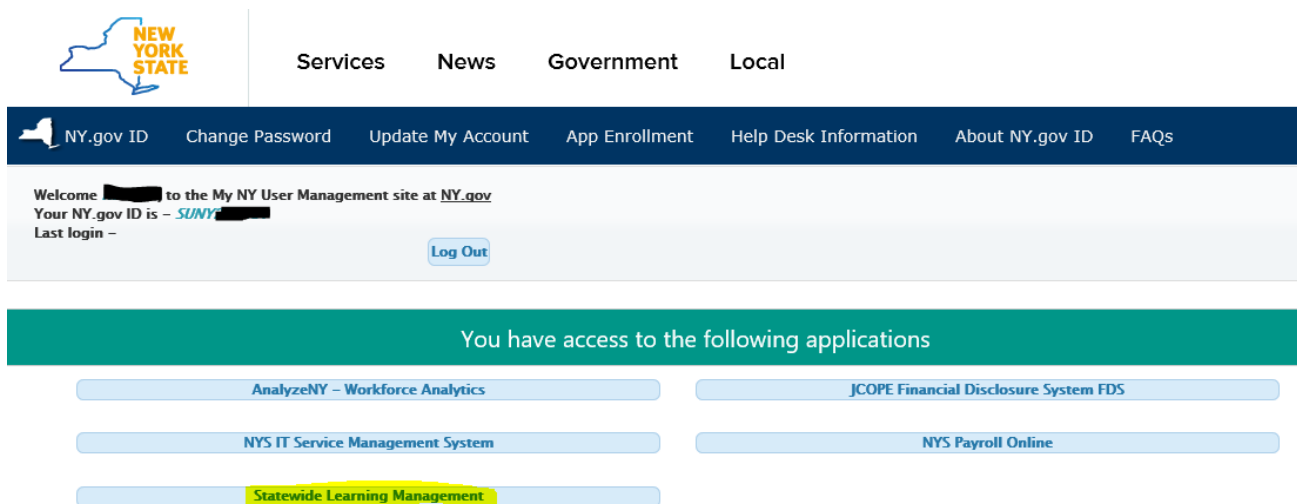 NEW
YORK
STATE
Services News Government Local
NY.gov ID Change Password Update My Account App Enrollment Help Desk Information About NY.gov ID FAQs
Welcome to the My NY User Management site at NY.gov
Your NY.gov ID is – SUNY
Last login –
Log Out
You have access to the following applications
AnalyzeNY – Workforce Analytics JCOPE Financial Disclosure System FDS
NYS IT Service Management System NYS Payroll Online
Statewide Learning Management